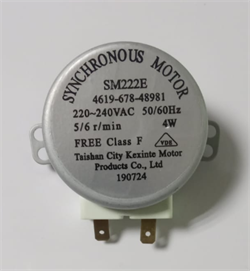 SYNCHRONOUS MOTOR
SM222E
4619-678-48981
220~240VAC 50/60Hz
5/6 r/min 4W
FREE Class F VDE
Taishan City Kexinte Motor
Products Co., Ltd
190724